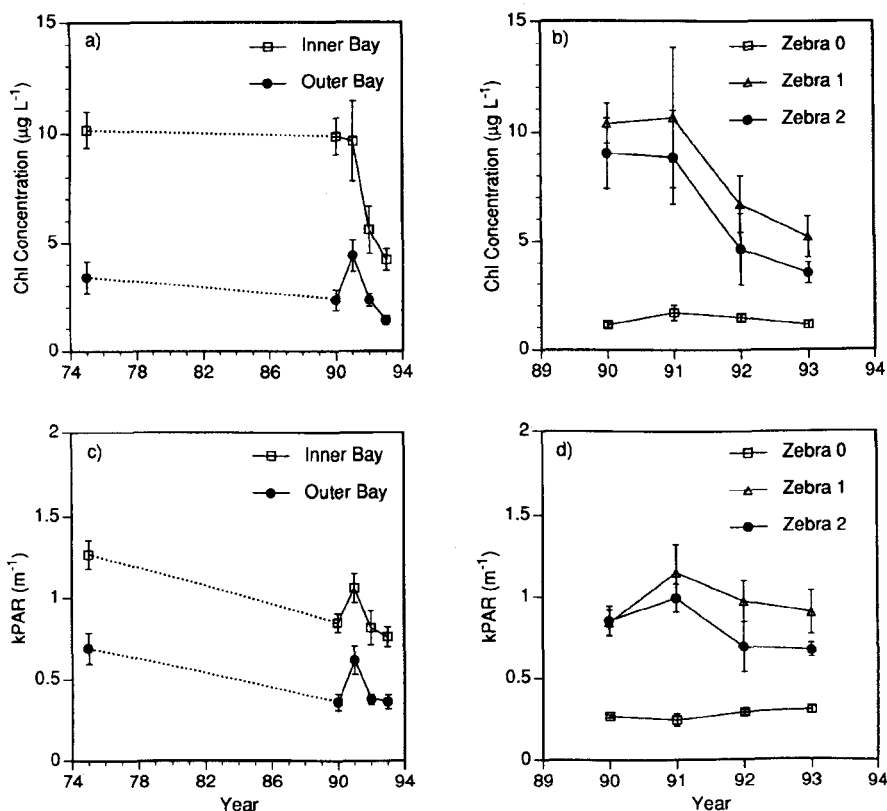 a)
Inner Bay
Outer Bay
Chl Concentration (μg L⁻¹)
15
10
5
0
74 78 82 86 90 94
b)
Zebra 0
Zebra 1
Zebra 2
Chl Concentration (μg L⁻¹)
15
10
5
0
89 90 91 92 93 94
c)
Inner Bay
Outer Bay
kPAR (m⁻¹)
2
1.5
1
0.5
0
74 78 82 86 90 94
Year
d)
Zebra 0
Zebra 1
Zebra 2
kPAR (m⁻¹)
2
1.5
1
0.5
0
89 90 91 92 93 94
Year